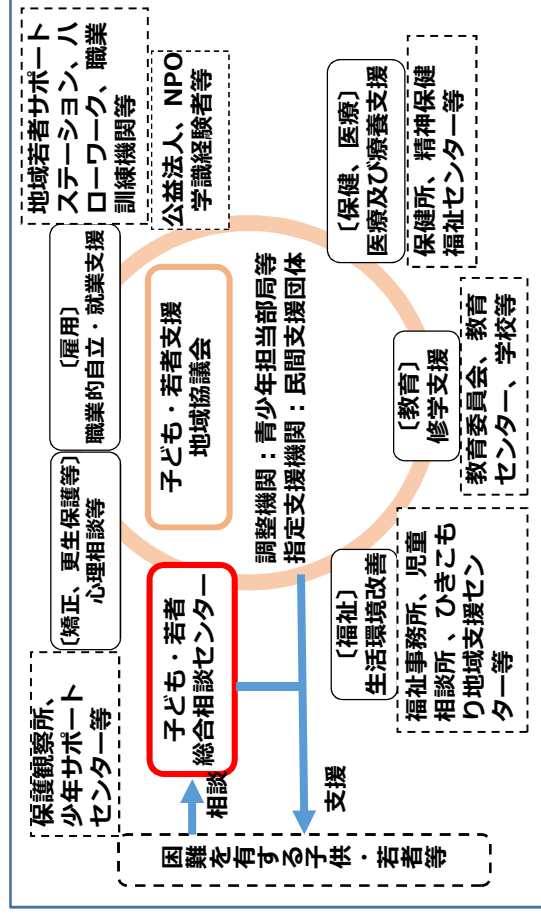 保護観察所、
少年サポート
センター等
〔矯正、更生保護等〕
心理相談等
〔雇用〕
職業的自立・就業支援
地域若者サポート
ステーション、ハ
ローワーク、職業
訓練機関等
公益法人、NPO
学識経験者等
子ども・若者
総合相談センター
子ども・若者支援
地域協議会
相談
困難を有する子供・若者等
支援
調整機関：青少年担当部局等
指定支援機関：民間支援団体
〔福祉〕
生活環境改善
福祉事務所、児童
相談所、ひきこも
り地域支援セン
ター等
〔教育〕
修学支援
教育委員会、教育
センター、学校等
〔保健、医療〕
医療及び療養支援
保健所、精神保健
福祉センター等